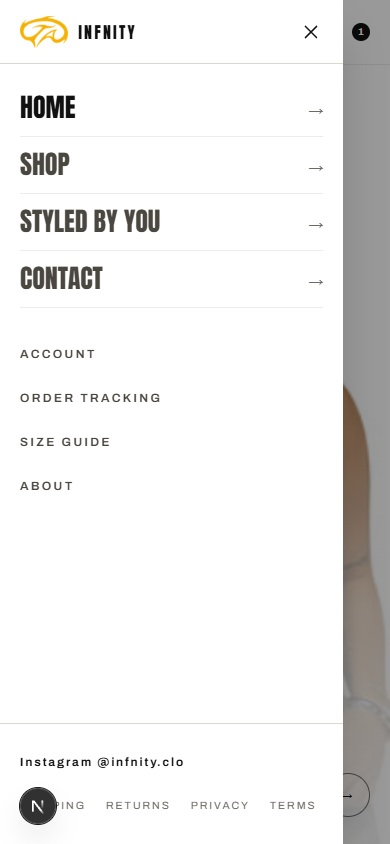 INFNITY
1
HOME →
SHOP →
STYLED BY YOU →
CONTACT →
ACCOUNT
ORDER TRACKING
SIZE GUIDE
ABOUT
Instagram @infnity.clo
N PING RETURNS PRIVACY TERMS